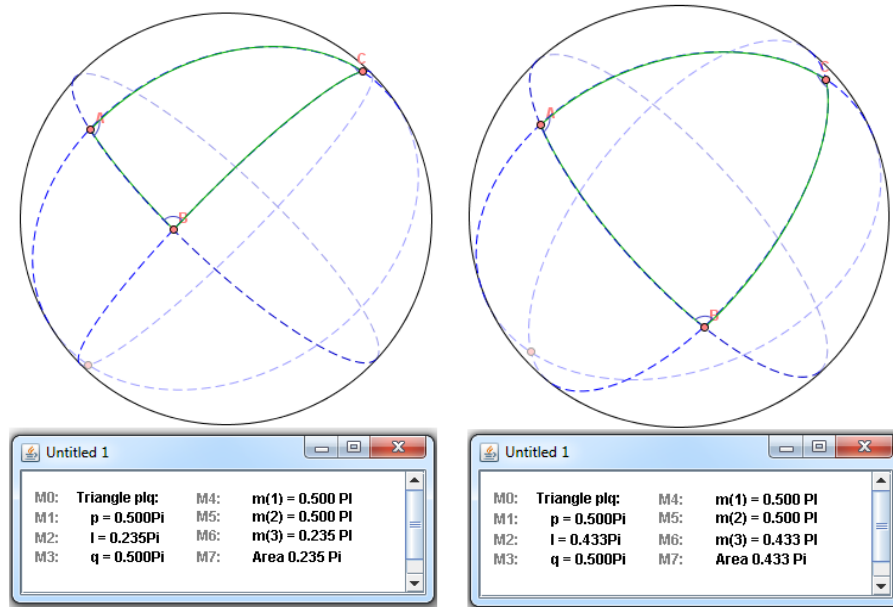 C
A
B
C
A
B
Untitled 1
M0: Triangle plq: M4: m(1) = 0.500 PI
M1: p = 0.500Pi M5: m(2) = 0.500 PI
M2: l = 0.235Pi M6: m(3) = 0.235 PI
M3: q = 0.500Pi M7: Area 0.235 Pi
Untitled 1
M0: Triangle plq: M4: m(1) = 0.500 PI
M1: p = 0.500Pi M5: m(2) = 0.500 PI
M2: l = 0.433Pi M6: m(3) = 0.433 PI
M3: q = 0.500Pi M7: Area 0.433 Pi